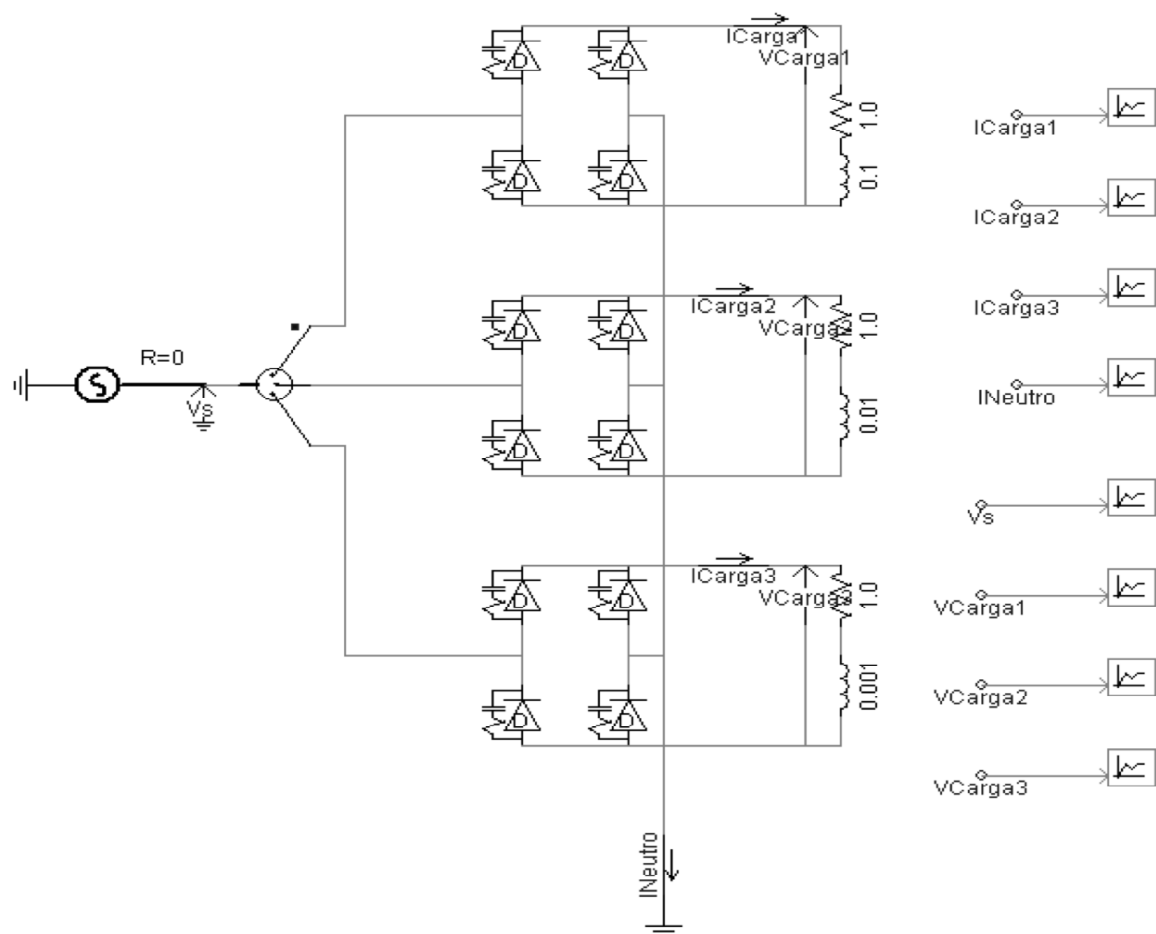 ICarga1
VCarga1
D
D
D
D
1.0
0.1
ICarga1
ICarga2
ICarga3
INeutro
Vs
VCarga1
VCarga2
VCarga3
R=0
Vs
ICarga2
VCarga2
D
D
D
D
1.0
0.01
ICarga3
VCarga3
D
D
D
D
1.0
0.001
INeutro